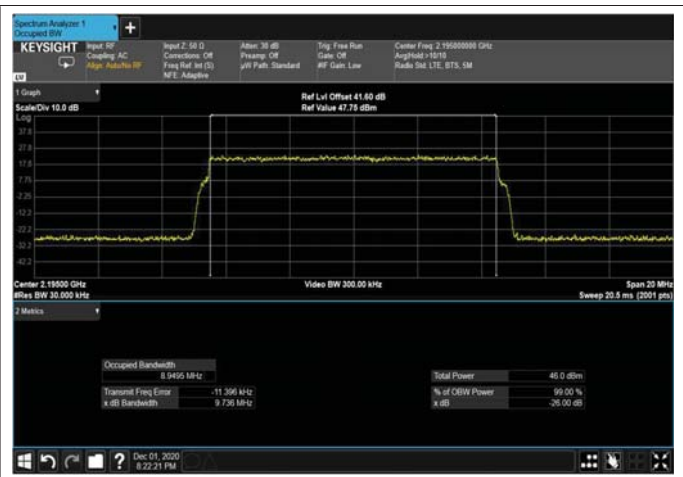 Spectrum Analyzer 1
Occupied BW
+
KEYSIGHT
Input: RF
Coupling: AC
Align: Auto/No RF
Input Z: 50 Ω
Corrections: Off
Freq Ref: Int (S)
NFE: Adaptive
Atten: 30 dB
Preamp: Off
µW Path: Standard
Trig: Free Run
Gate: Off
#IF Gain: Low
Center Freq: 2.195000000 GHz
Avg|Hold:>10/10
Radio Std: LTE, BTS, 5M
LXI
1 Graph
Scale/Div 10.0 dB
Ref Lvl Offset 41.60 dB
Ref Value 47.75 dBm
Log
37.8
27.8
17.8
7.75
-2.25
-12.2
-22.2
-32.2
-42.2
Center 2.19500 GHz
#Res BW 30.000 kHz
Video BW 300.00 kHz
Span 20 MHz
Sweep 20.5 ms (2001 pts)
2 Metrics
Occupied Bandwidth
8.9495 MHz
Transmit Freq Error -11.396 kHz
x dB Bandwidth 9.736 MHz
Total Power 46.0 dBm
% of OBW Power 99.00 %
x dB -26.00 dB
?
Dec 01, 2020
8:22:21 PM